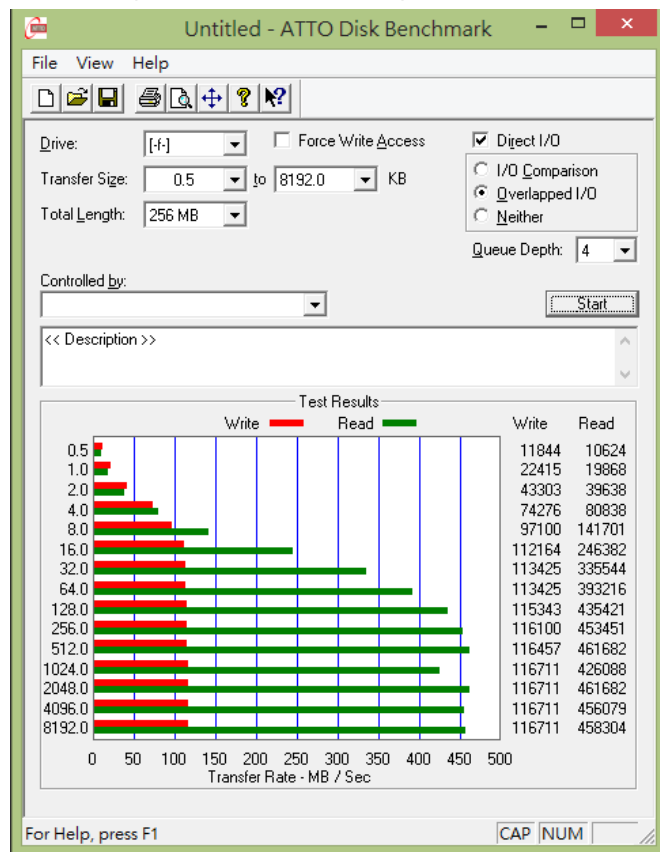 Untitled - ATTO Disk Benchmark
File View Help
Drive: [-f-] Force Write Access Direct I/O
Transfer Size: 0.5 to 8192.0 KB I/O Comparison
Overlapped I/O
Total Length: 256 MB Neither
Queue Depth: 4
Controlled by:
Start
<< Description >>
Test Results
Write Read Write Read
0.5 11844 10624
1.0 22415 19868
2.0 43303 39638
4.0 74276 80838
8.0 97100 141701
16.0 112164 246382
32.0 113425 335544
64.0 113425 393216
128.0 115343 435421
256.0 116100 453451
512.0 116457 461682
1024.0 116711 426088
2048.0 116711 461682
4096.0 116711 456079
8192.0 116711 458304
0 50 100 150 200 250 300 350 400 450 500
Transfer Rate - MB / Sec
For Help, press F1 CAP NUM